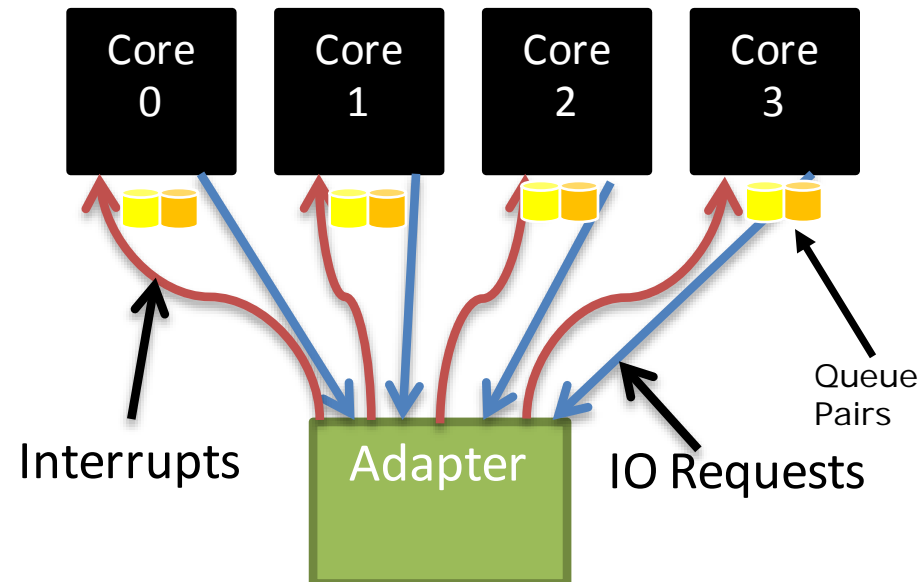 Core
0
Core
1
Core
2
Core
3
Queue
Pairs
Interrupts
Adapter
IO Requests